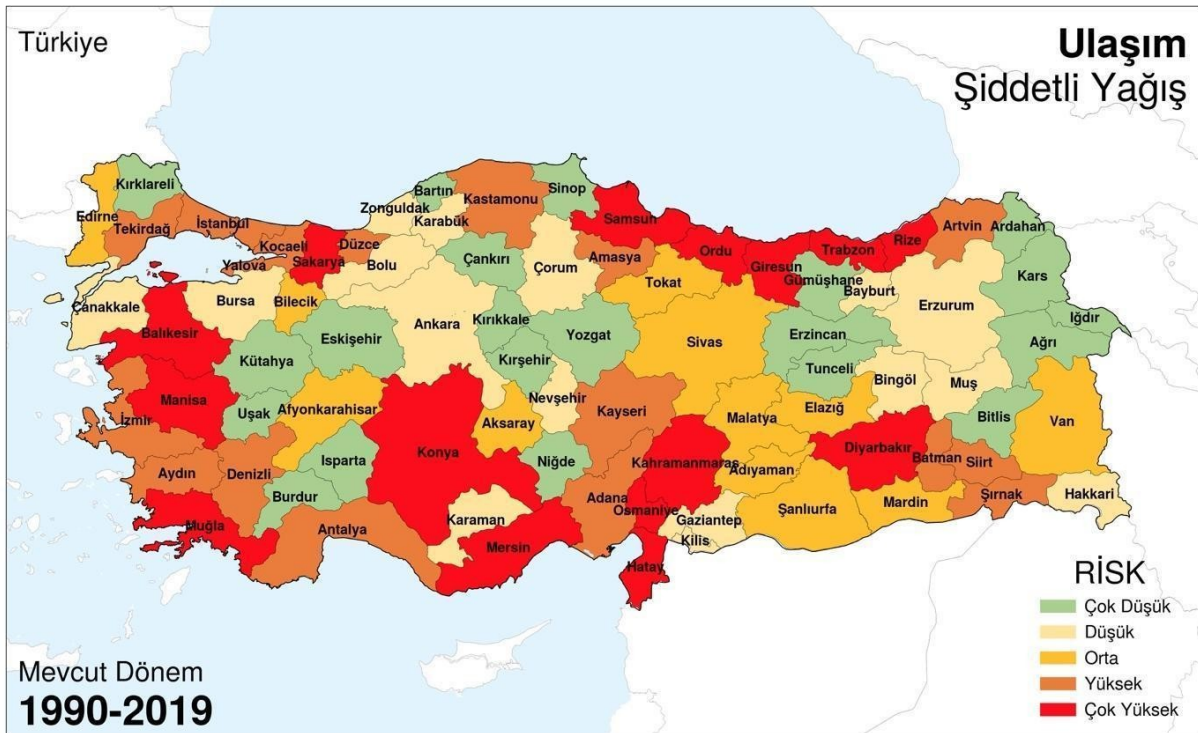 Türkiye
Ulaşım
Şiddetli Yağış
Kırklareli
Edirne
Tekirdağ
İstanbul
Kocaeli
Yalova
Sakarya
Düzce
Bolu
Zonguldak
Bartın
Karabük
Kastamonu
Sinop
Çankırı
Çorum
Samsun
Amasya
Ordu
Tokat
Giresun
Gümüşhane
Trabzon
Rize
Artvin
Ardahan
Bayburt
Erzurum
Kars
Iğdır
Ağrı
Çanakkale
Bursa
Bilecik
Balıkesir
Kütahya
Eskişehir
Ankara
Kırıkkale
Kırşehir
Yozgat
Sivas
Erzincan
Tunceli
Bingöl
Muş
Bitlis
Van
Manisa
İzmir
Uşak
Afyonkarahisar
Konya
Aksaray
Nevşehir
Kayseri
Malatya
Elazığ
Diyarbakır
Batman
Siirt
Aydın
Denizli
Isparta
Burdur
Niğde
Kahramanmaraş
Adıyaman
Şanlıurfa
Mardin
Şırnak
Hakkari
Muğla
Antalya
Karaman
Mersin
Adana
Osmaniye
Gaziantep
Kilis
Hatay
RİSK
Çok Düşük
Düşük
Orta
Yüksek
Çok Yüksek
Mevcut Dönem
1990-2019